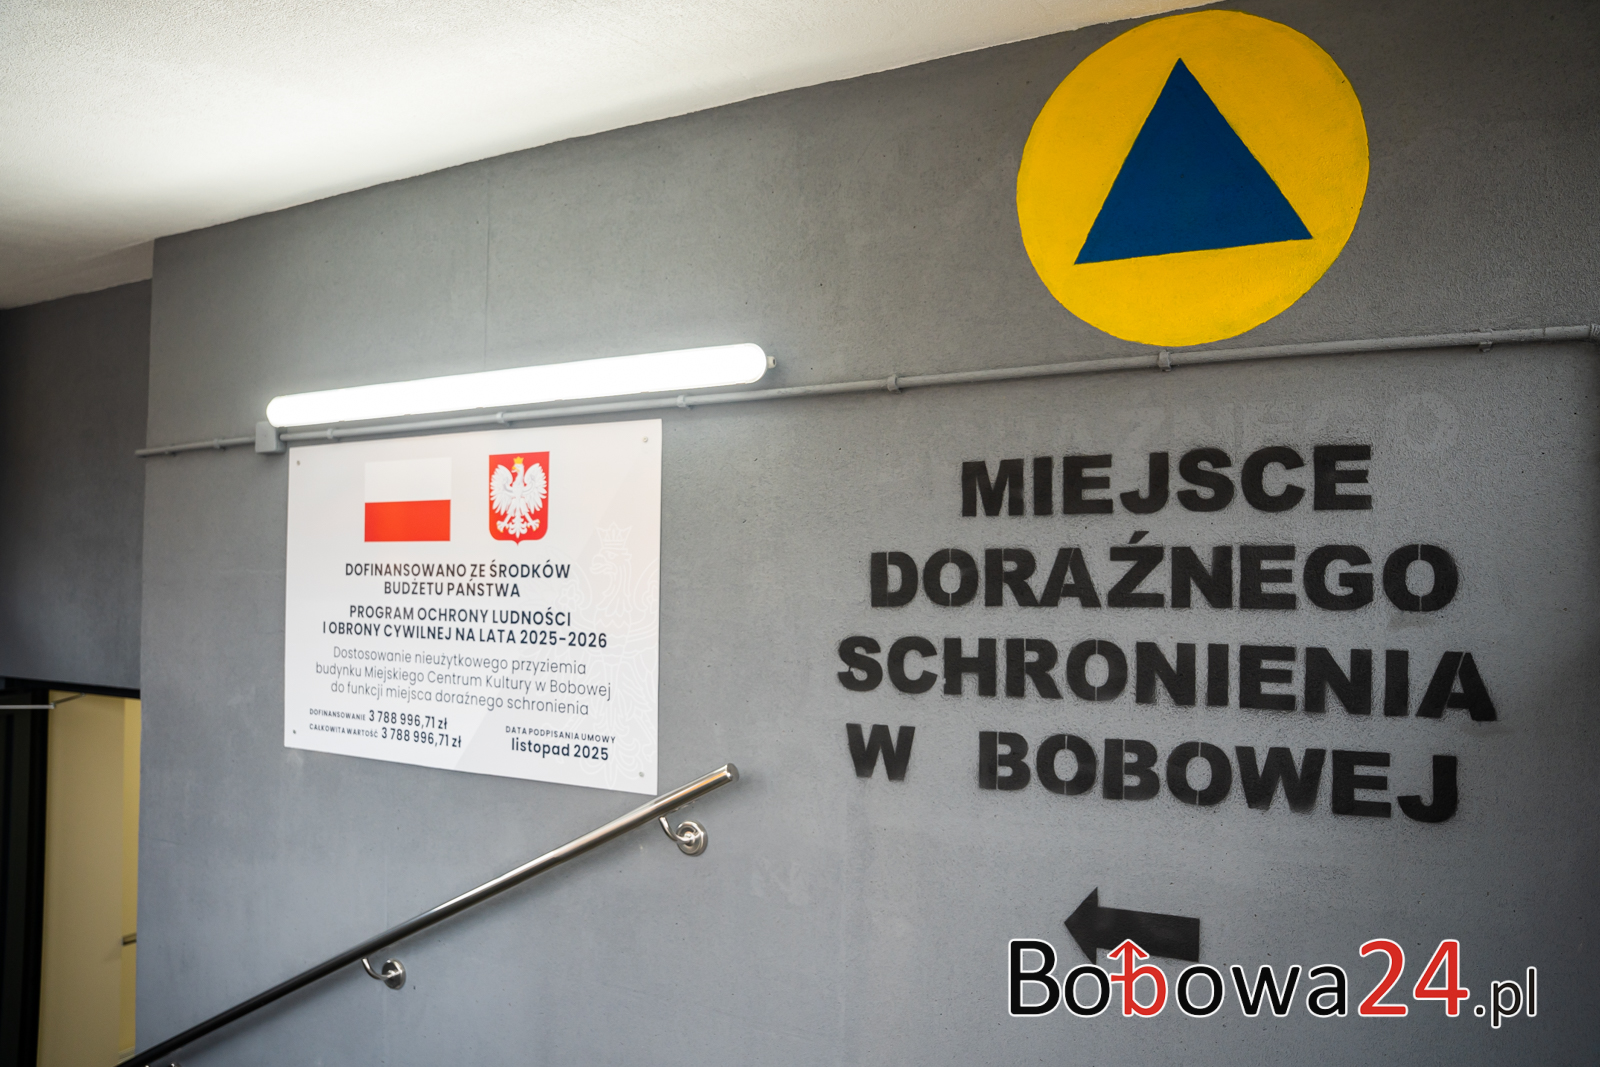 DOFINANSOWANO ZE ŚRODKÓW
BUDŻETU PAŃSTWA
PROGRAM OCHRONY LUDNOŚCI
I OBRONY CYWILNEJ NA LATA 2025-2026
Dostosowanie nieużytkowego przyziemia
budynku Miejskiego Centrum Kultury w Bobowej
do funkcji miejsca doraźnego schronienia
DOFINANSOWANIE 3 788 996,71 zł
CAŁKOWITA WARTOŚĆ 3 788 996,71 zł
DATA PODPISANIA UMOWY
listopad 2025
MIEJSCE
DORAŹNEGO
SCHRONIENIA
W BOBOWEJ
Bobowa24.pl